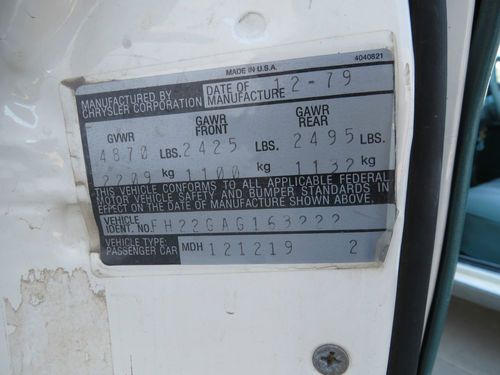 MADE IN U.S.A. 4040821
MANUFACTURED BY CHRYSLER CORPORATION DATE OF MANUFACTURE 12-79
GVWR GAWR FRONT GAWR REAR
4870 LBS. 2425 LBS. 2495 LBS.
2209 kg 1100 kg 1132 kg
THIS VEHICLE CONFORMS TO ALL APPLICABLE FEDERAL
MOTOR VEHICLE SAFETY AND BUMPER STANDARDS IN
EFFECT ON THE DATE OF MANUFACTURE SHOWN ABOVE.
VEHICLE IDENT. NO. FH22GAG163222
VEHICLE TYPE: PASSENGER CAR MDH 121219 2